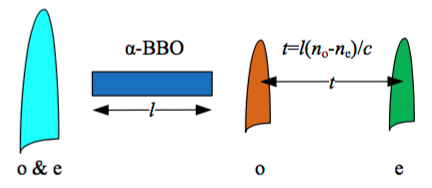 α-BBO
t=l(nₒ-nₑ)/c
l
t
o & e
o
e